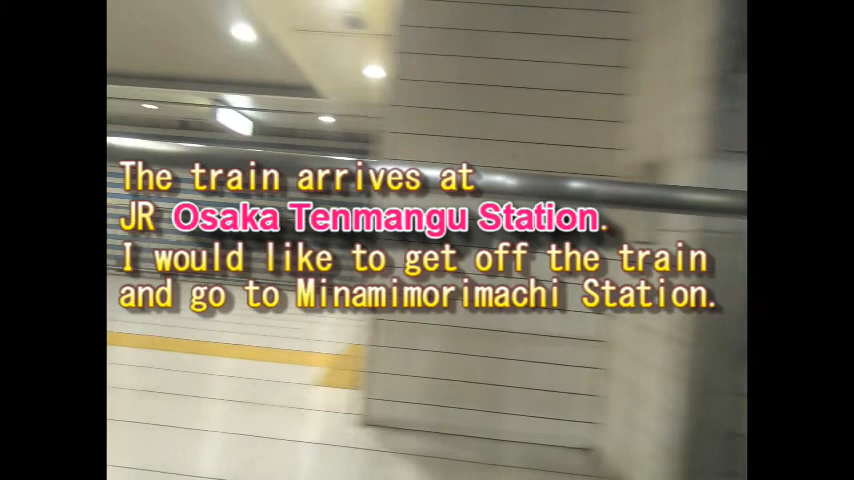 The train arrives at
JR Osaka Tenmangu Station.
I would like to get off the train
and go to Minamimorimachi Station.